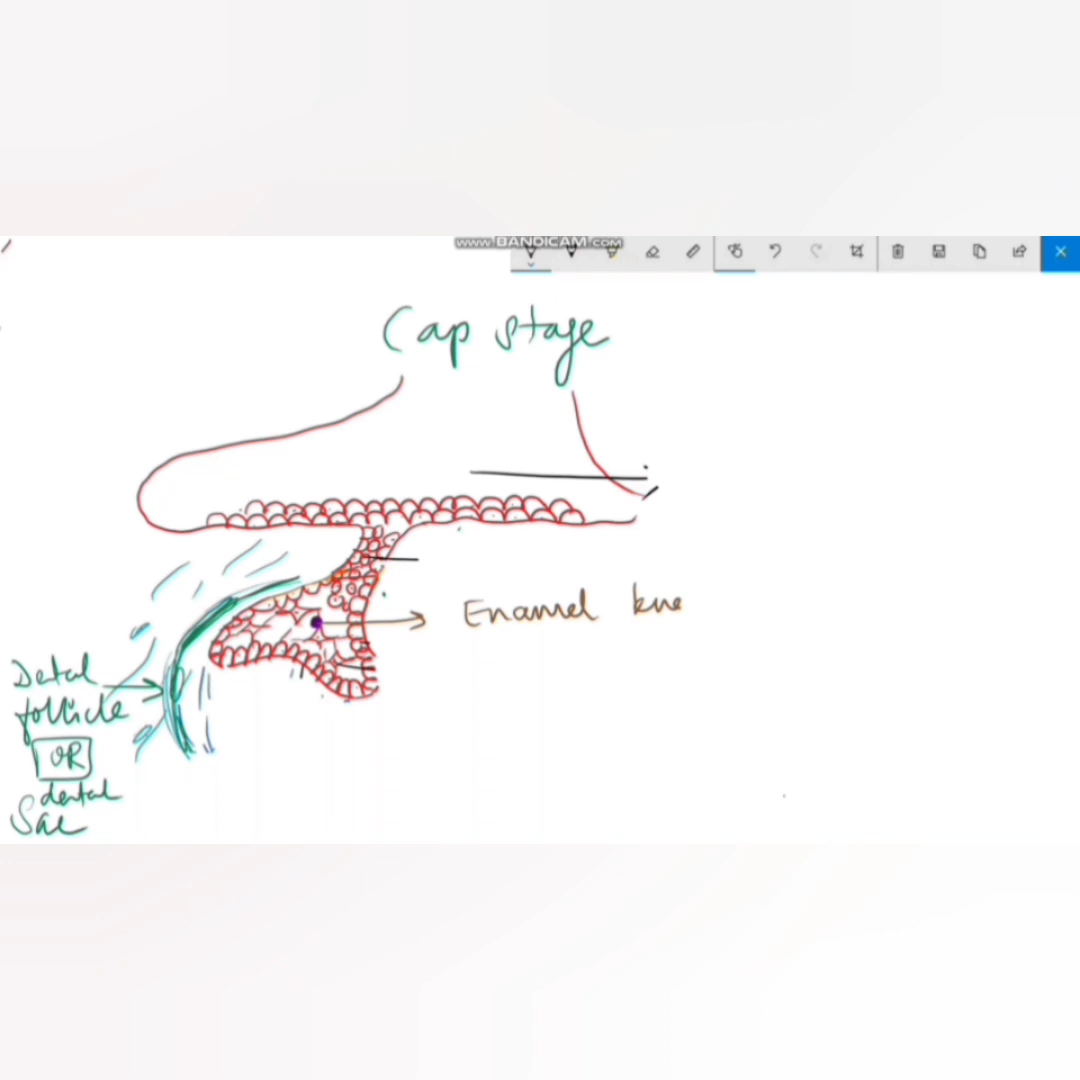 www.BANDICAM.com
Cap stage
Enamel kne
Detal
follicle
OR
dental
Sac